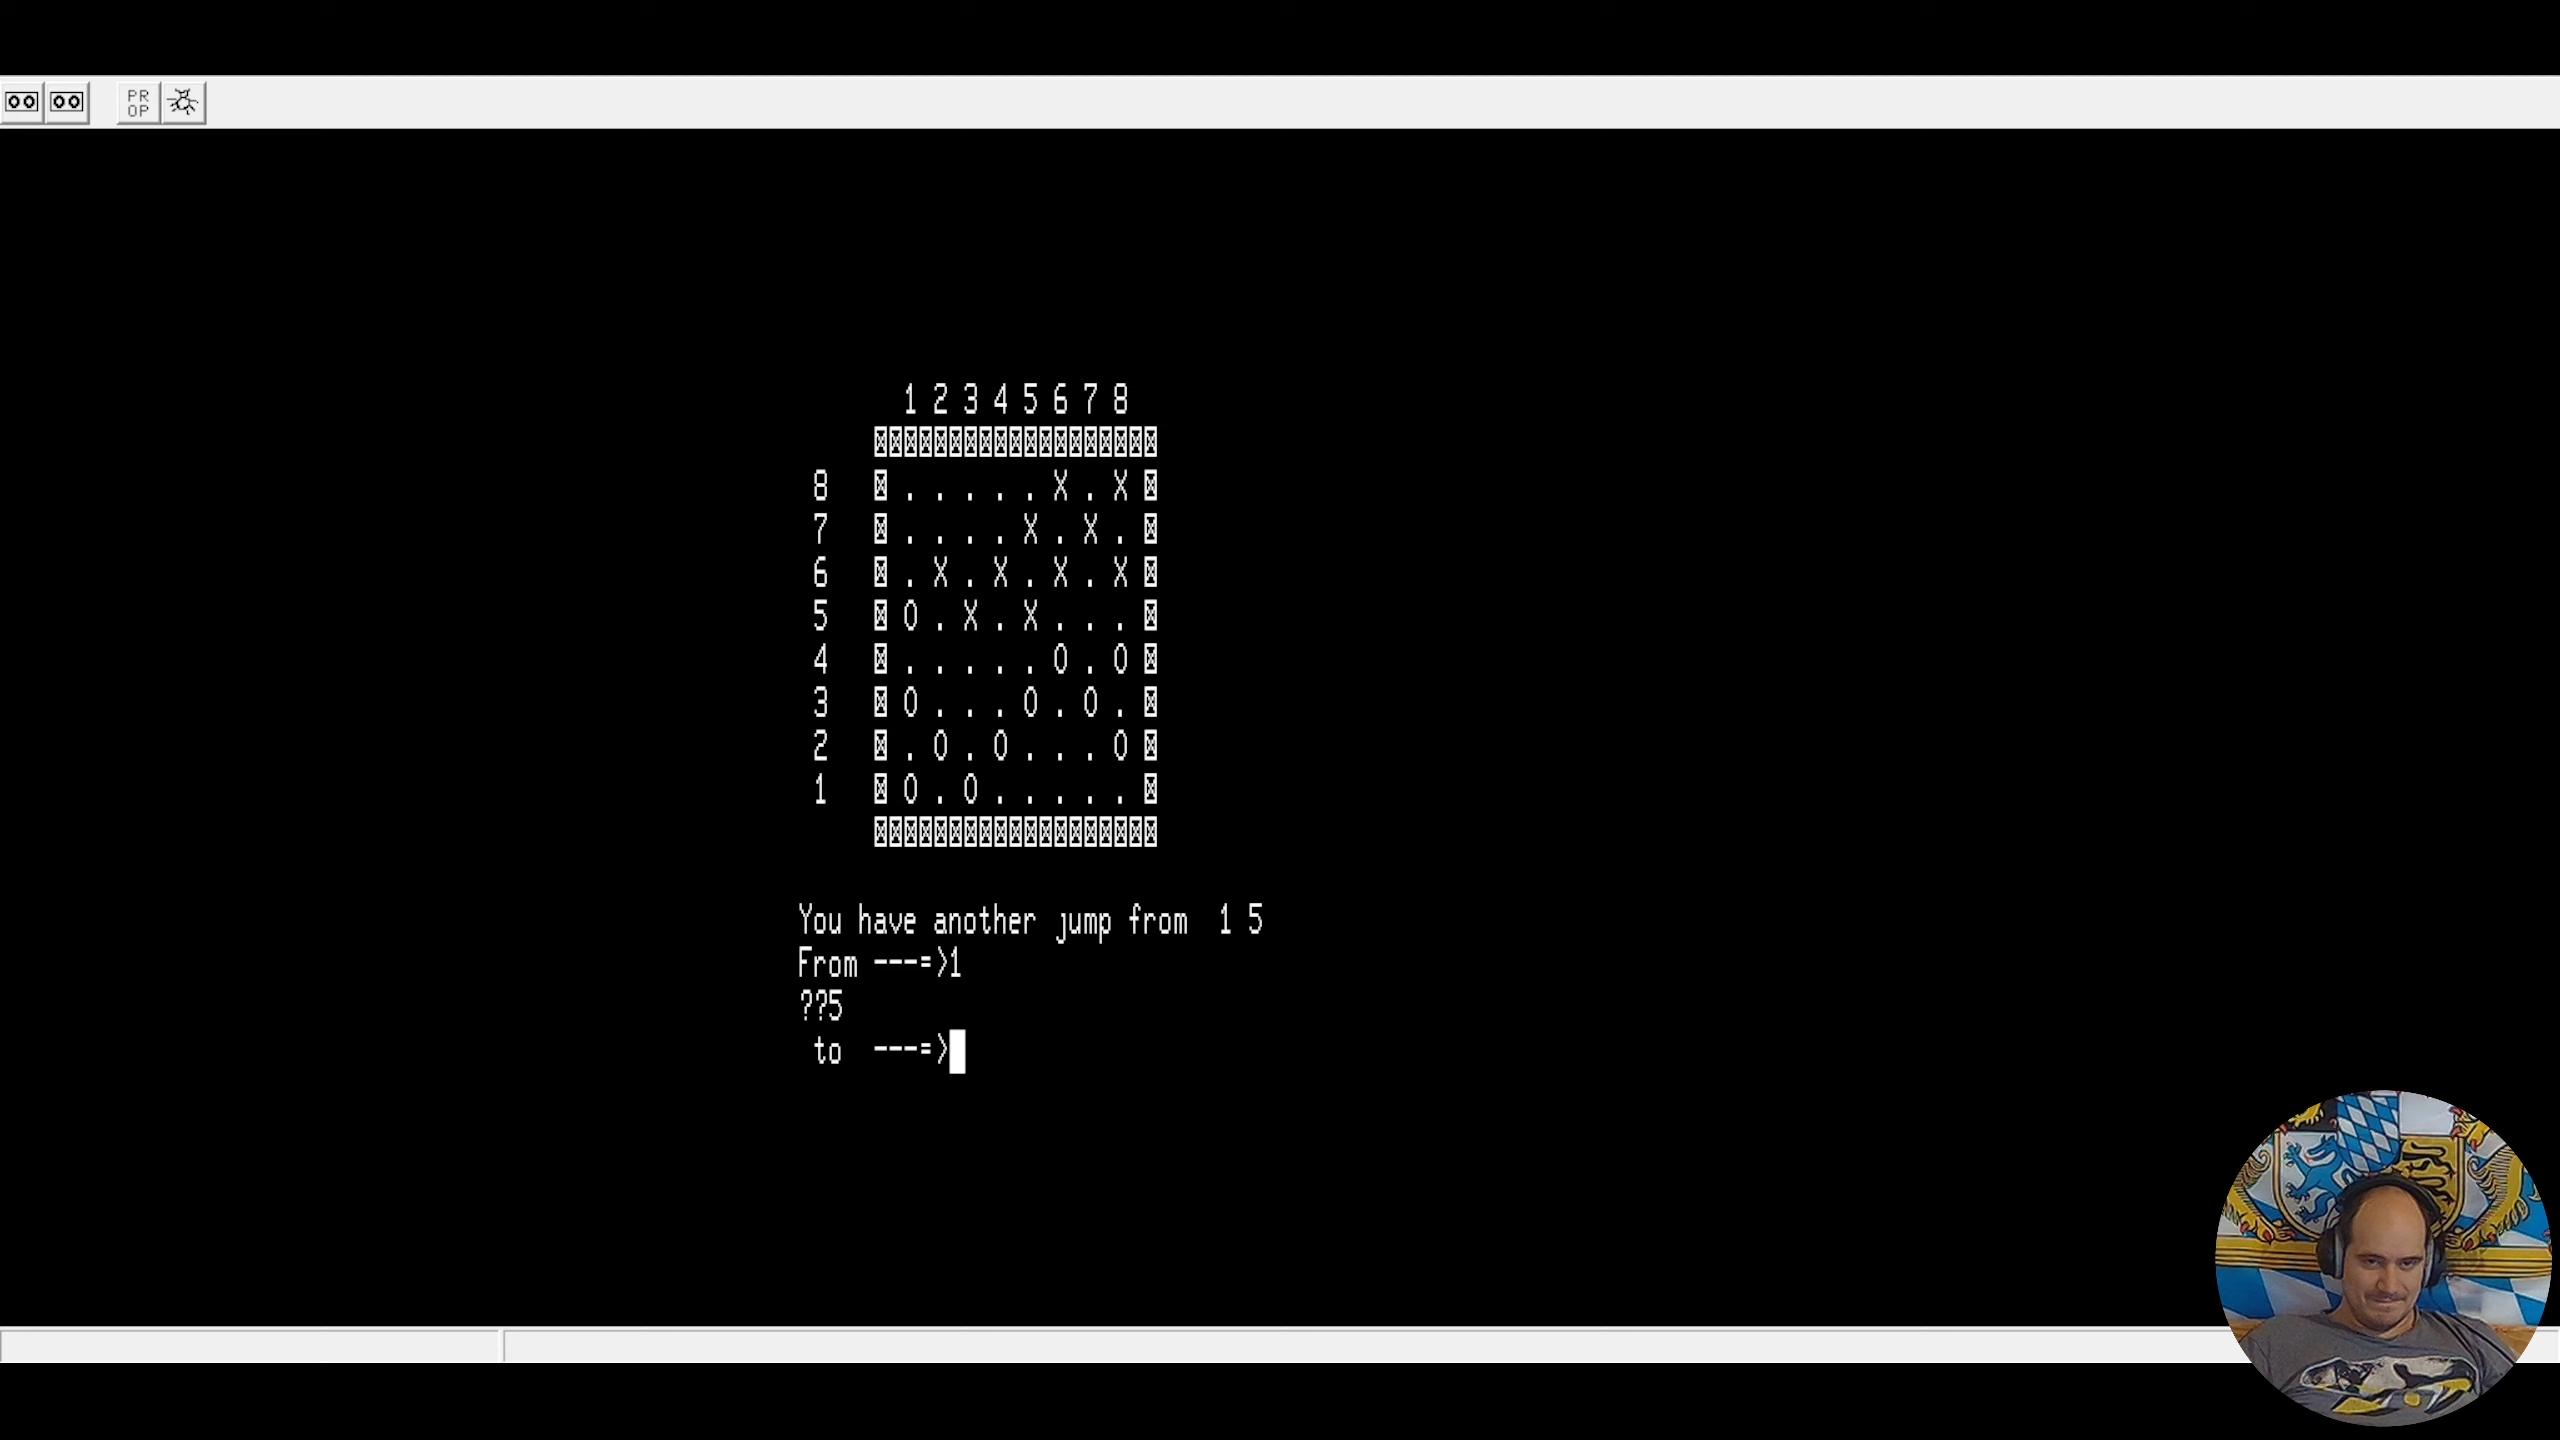 PR
OP
1 2 3 4 5 6 7 8
8 . . . . . X . X
7 . . . . X . X .
6 . X . X . X . X
5 O . X . X . . .
4 . . . . . O . O
3 O . . . O . O .
2 . O . O . . . O
1 O . O . . . . .
You have another jump from 1 5
From ---=>1
??5
to ---=>